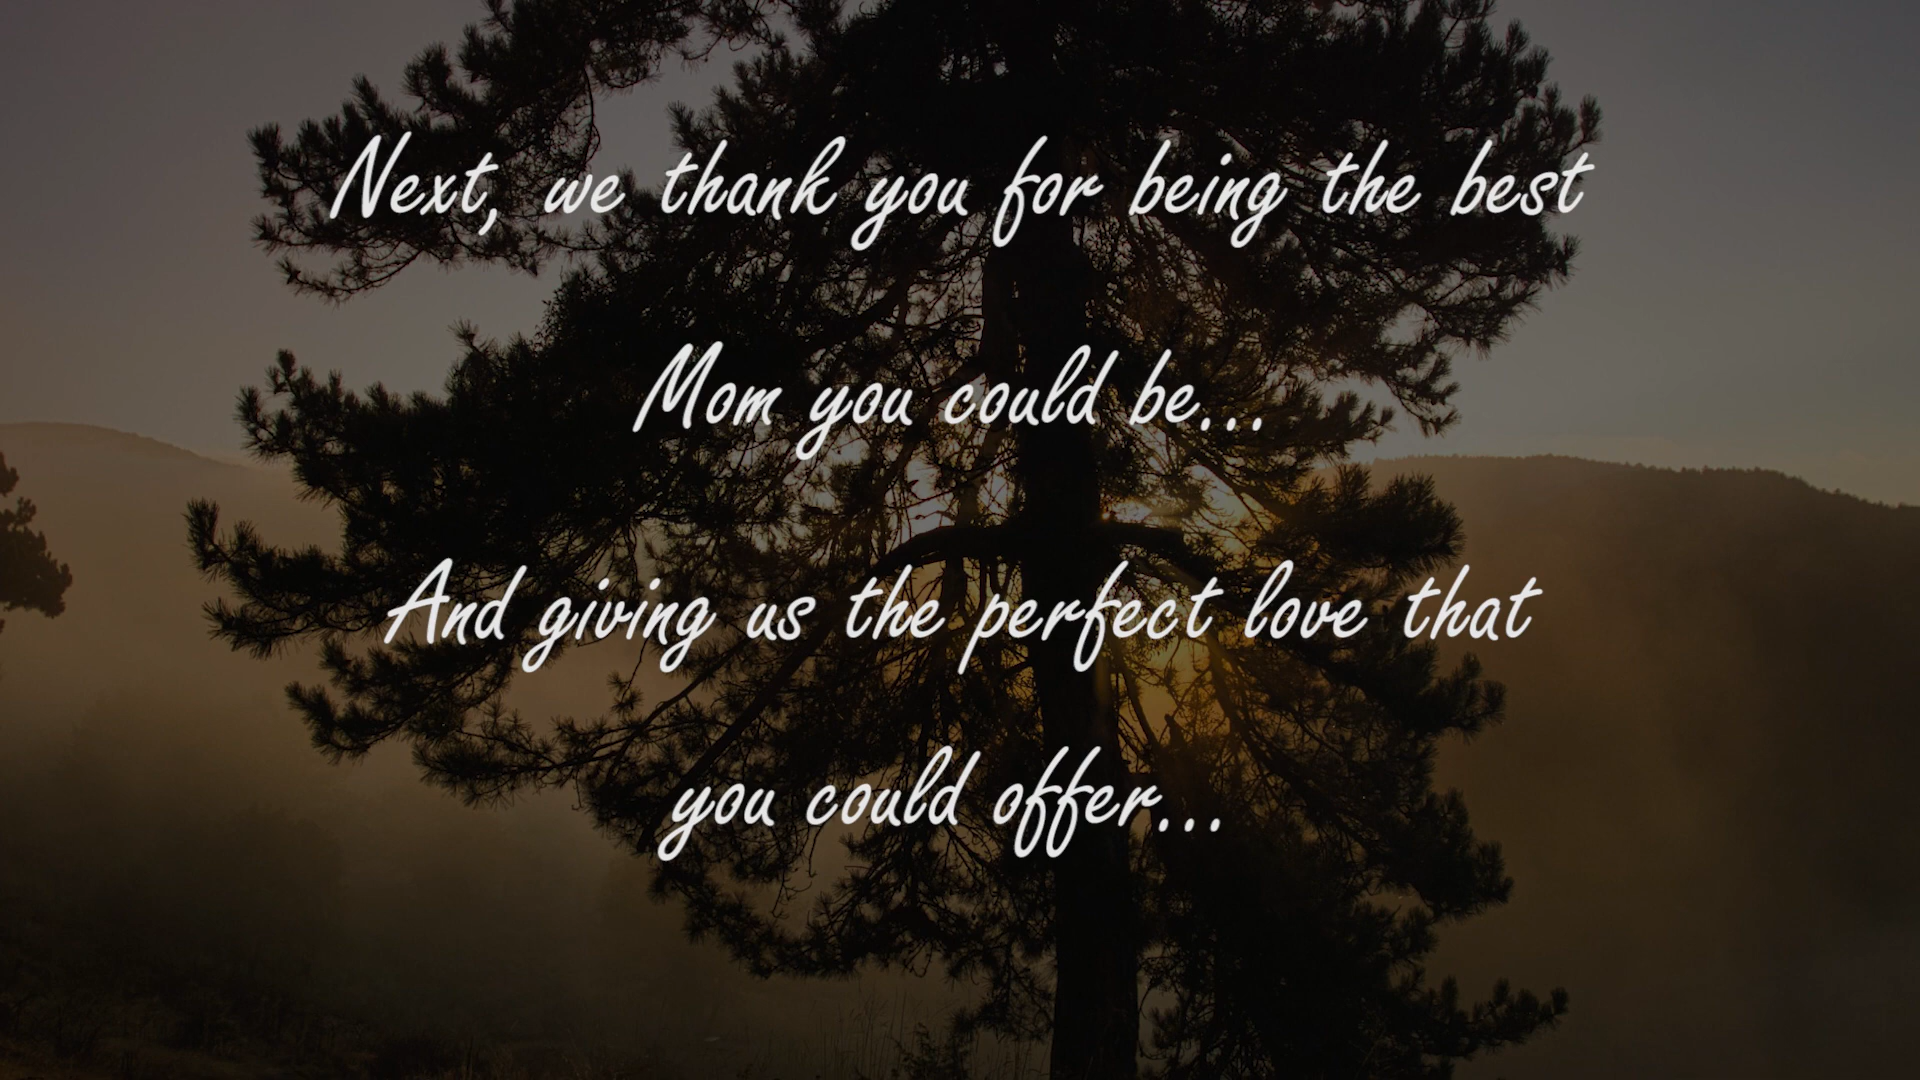 Next, we thank you for being the best
Mom you could be...
And giving us the perfect love that
you could offer...